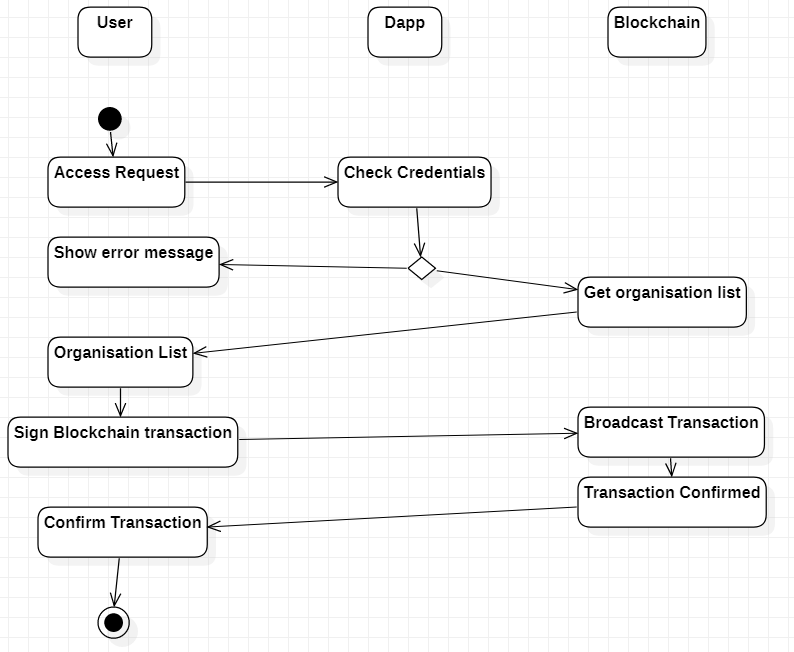 User
Dapp
Blockchain
Access Request
Check Credentials
Show error message
Get organisation list
Organisation List
Sign Blockchain transaction
Broadcast Transaction
Transaction Confirmed
Confirm Transaction